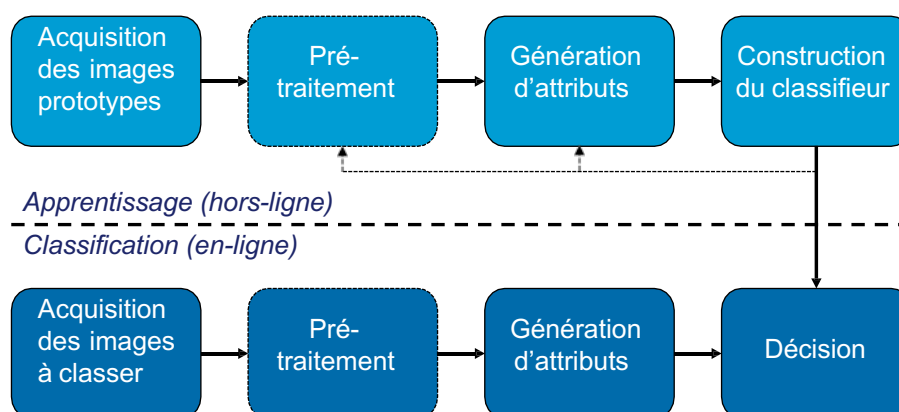 Acquisition
des images
prototypes
Pré-
traitement
Génération
d'attributs
Construction
du classifieur
Apprentissage (hors-ligne)
Classification (en-ligne)
Acquisition
des images
à classer
Pré-
traitement
Génération
d'attributs
Décision